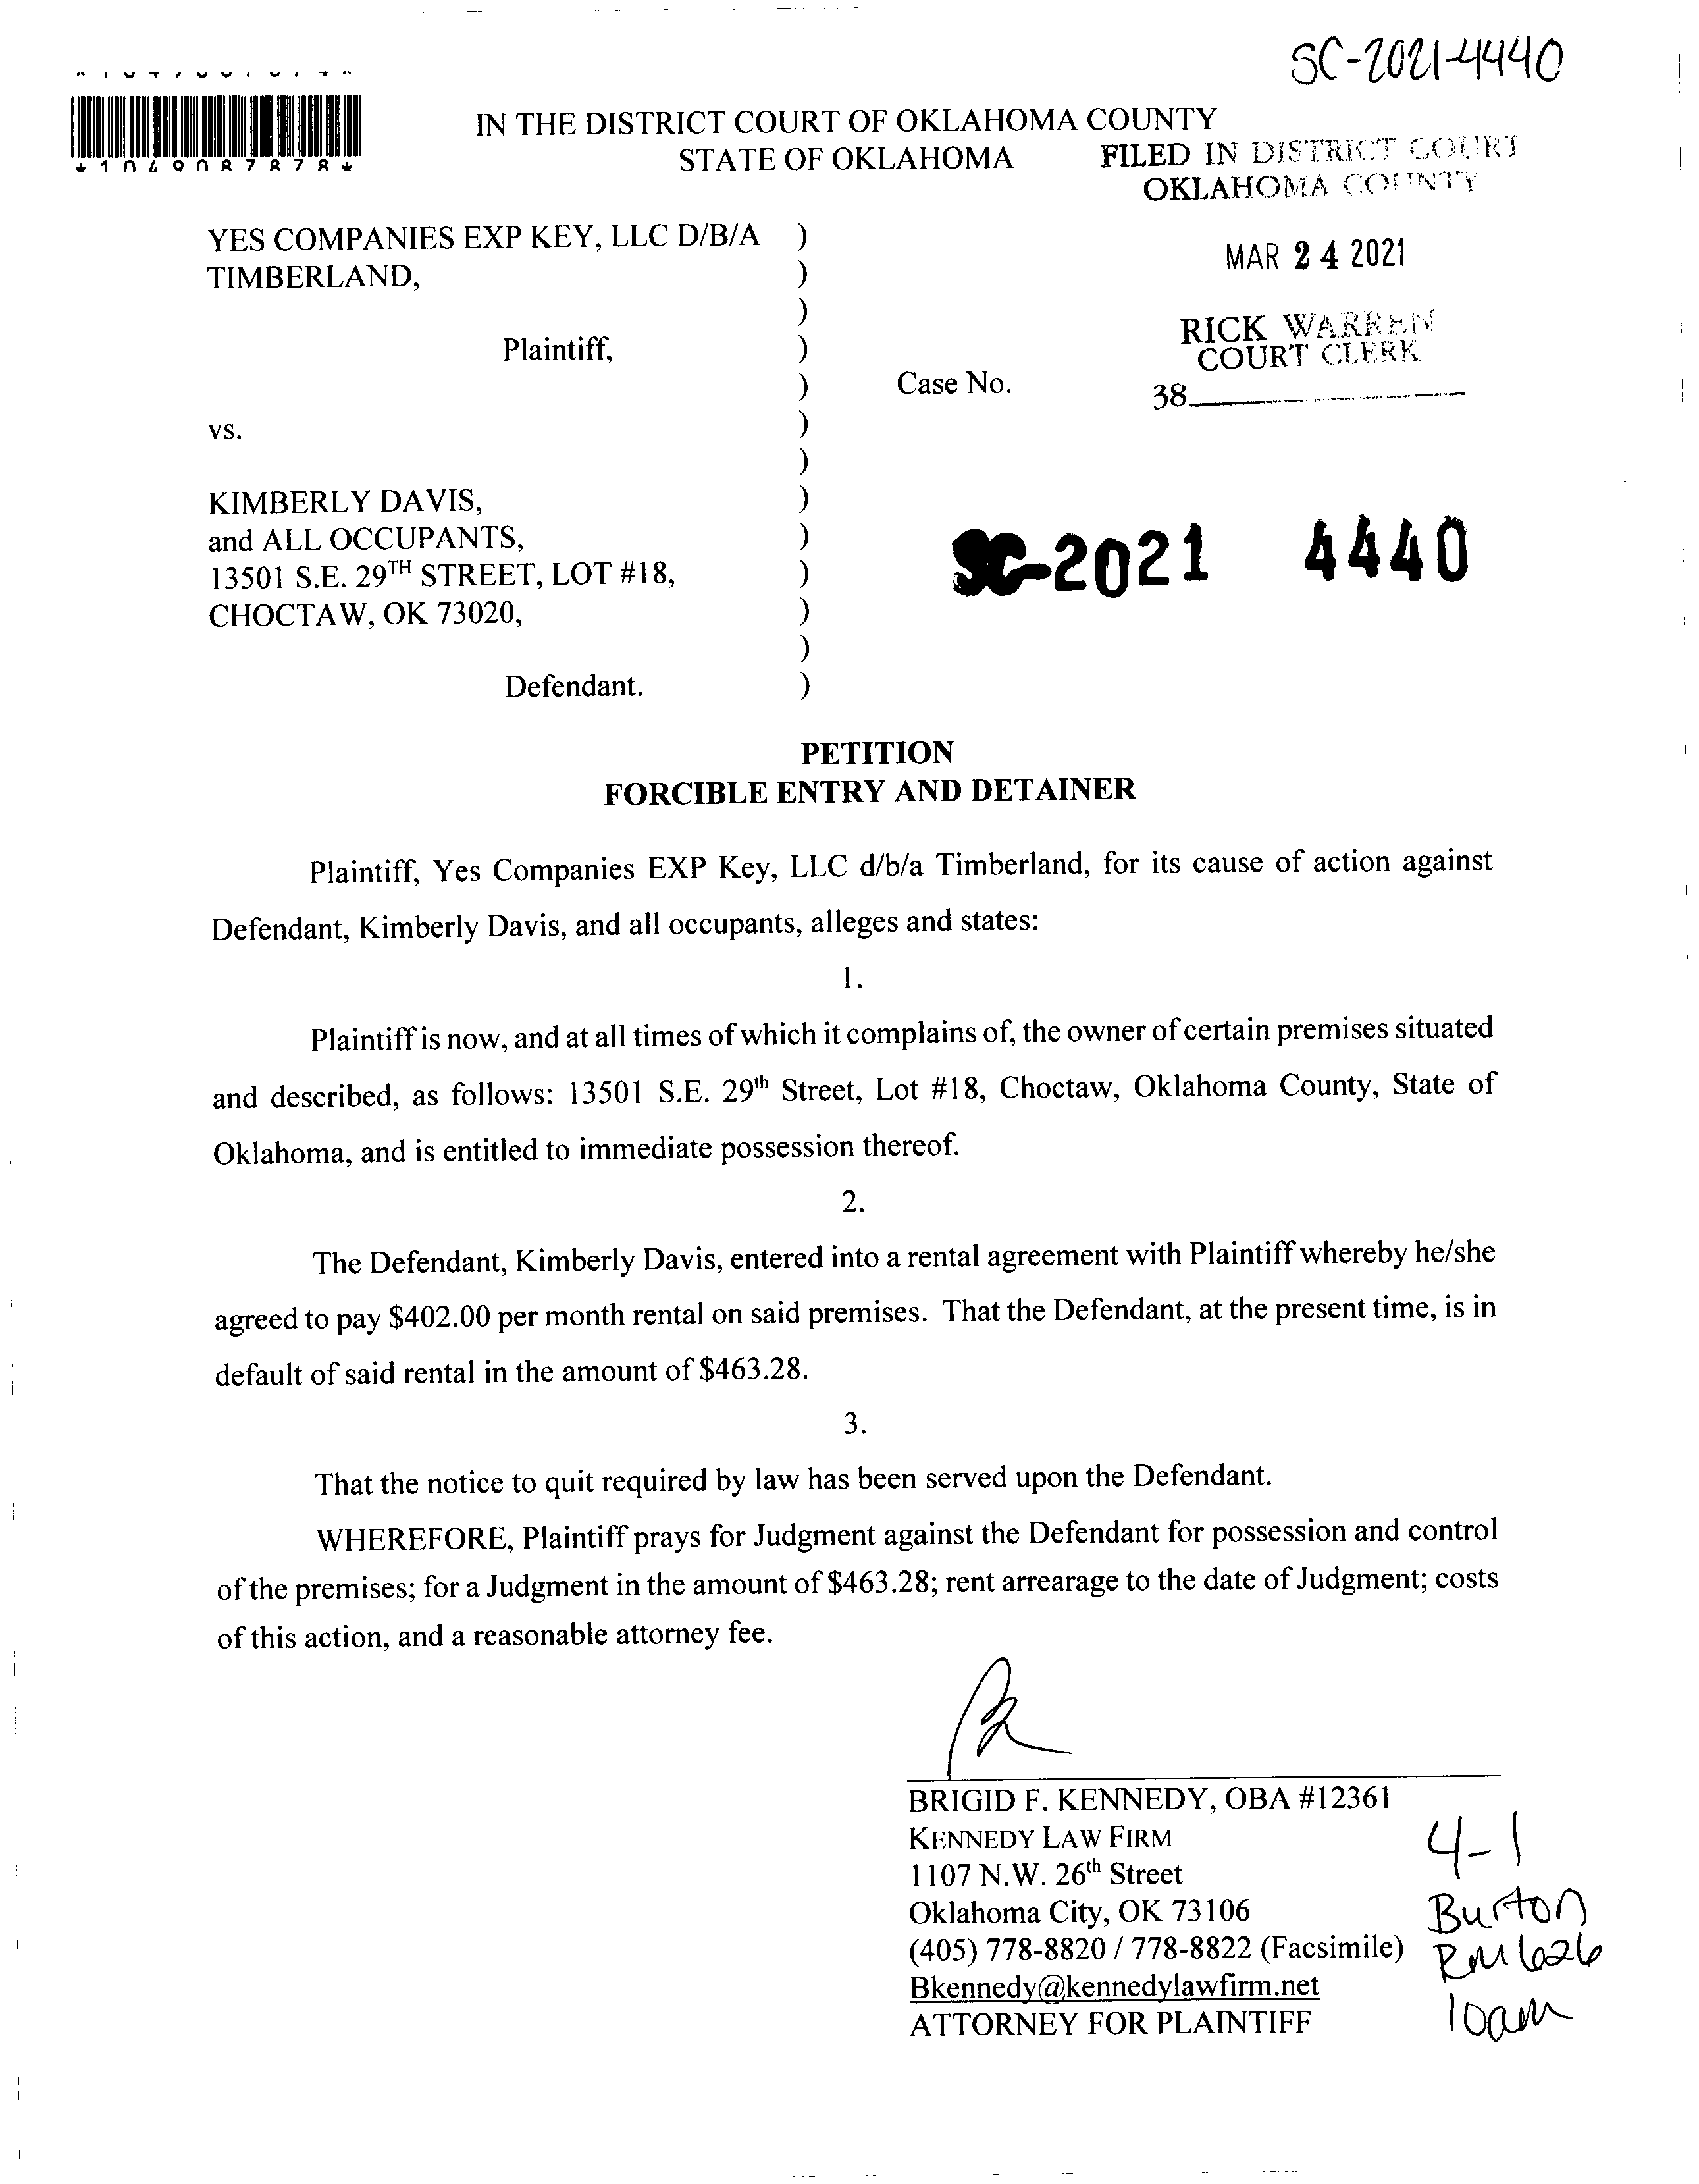 SC-2021-4440
*1049087878*
IN THE DISTRICT COURT OF OKLAHOMA COUNTY
STATE OF OKLAHOMA
FILED IN DISTRICT COURT
OKLAHOMA COUNTY
MAR 24 2021
RICK WARREN
COURT CLERK
38
YES COMPANIES EXP KEY, LLC D/B/A )
TIMBERLAND, )
)
Plaintiff, )
) Case No.
vs. )
)
KIMBERLY DAVIS, )
and ALL OCCUPANTS, )
13501 S.E. 29TH STREET, LOT #18, )
CHOCTAW, OK 73020, )
)
Defendant. )
SC-2021 4440
PETITION
FORCIBLE ENTRY AND DETAINER
Plaintiff, Yes Companies EXP Key, LLC d/b/a Timberland, for its cause of action against
Defendant, Kimberly Davis, and all occupants, alleges and states:
1.
Plaintiff is now, and at all times of which it complains of, the owner of certain premises situated
and described, as follows: 13501 S.E. 29th Street, Lot #18, Choctaw, Oklahoma County, State of
Oklahoma, and is entitled to immediate possession thereof.
2.
The Defendant, Kimberly Davis, entered into a rental agreement with Plaintiff whereby he/she
agreed to pay $402.00 per month rental on said premises. That the Defendant, at the present time, is in
default of said rental in the amount of $463.28.
3.
That the notice to quit required by law has been served upon the Defendant.
WHEREFORE, Plaintiff prays for Judgment against the Defendant for possession and control
of the premises; for a Judgment in the amount of $463.28; rent arrearage to the date of Judgment; costs
of this action, and a reasonable attorney fee.
BRIGID F. KENNEDY, OBA #12361
KENNEDY LAW FIRM
1107 N.W. 26th Street
Oklahoma City, OK 73106
(405) 778-8820 / 778-8822 (Facsimile)
Bkennedy@kennedylawfirm.net
ATTORNEY FOR PLAINTIFF
4-1
Burton
RM 626
10am